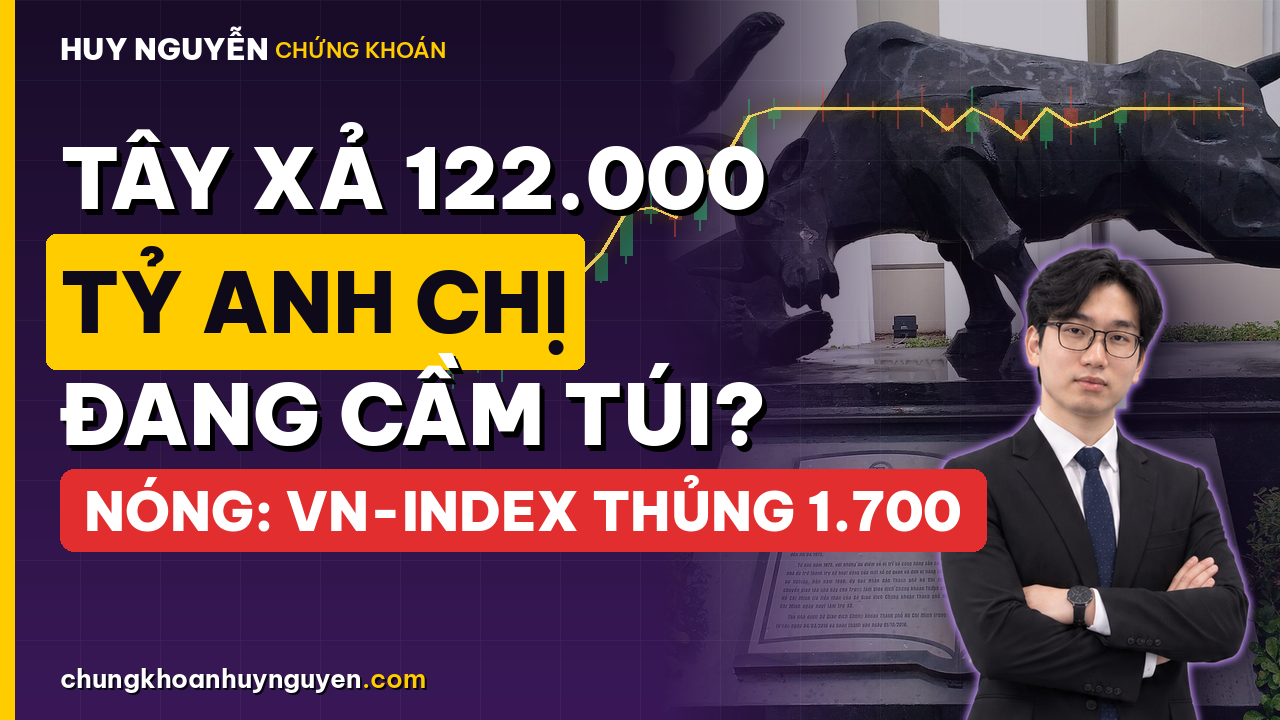 HUY NGUYỄN CHỨNG KHOÁN
TÂY XẢ 122.000
TỶ ANH CHỊ
ĐANG CẦM TÚI?
NÓNG: VN-INDEX THỦNG 1.700
chungkhoanhuynguyen.com